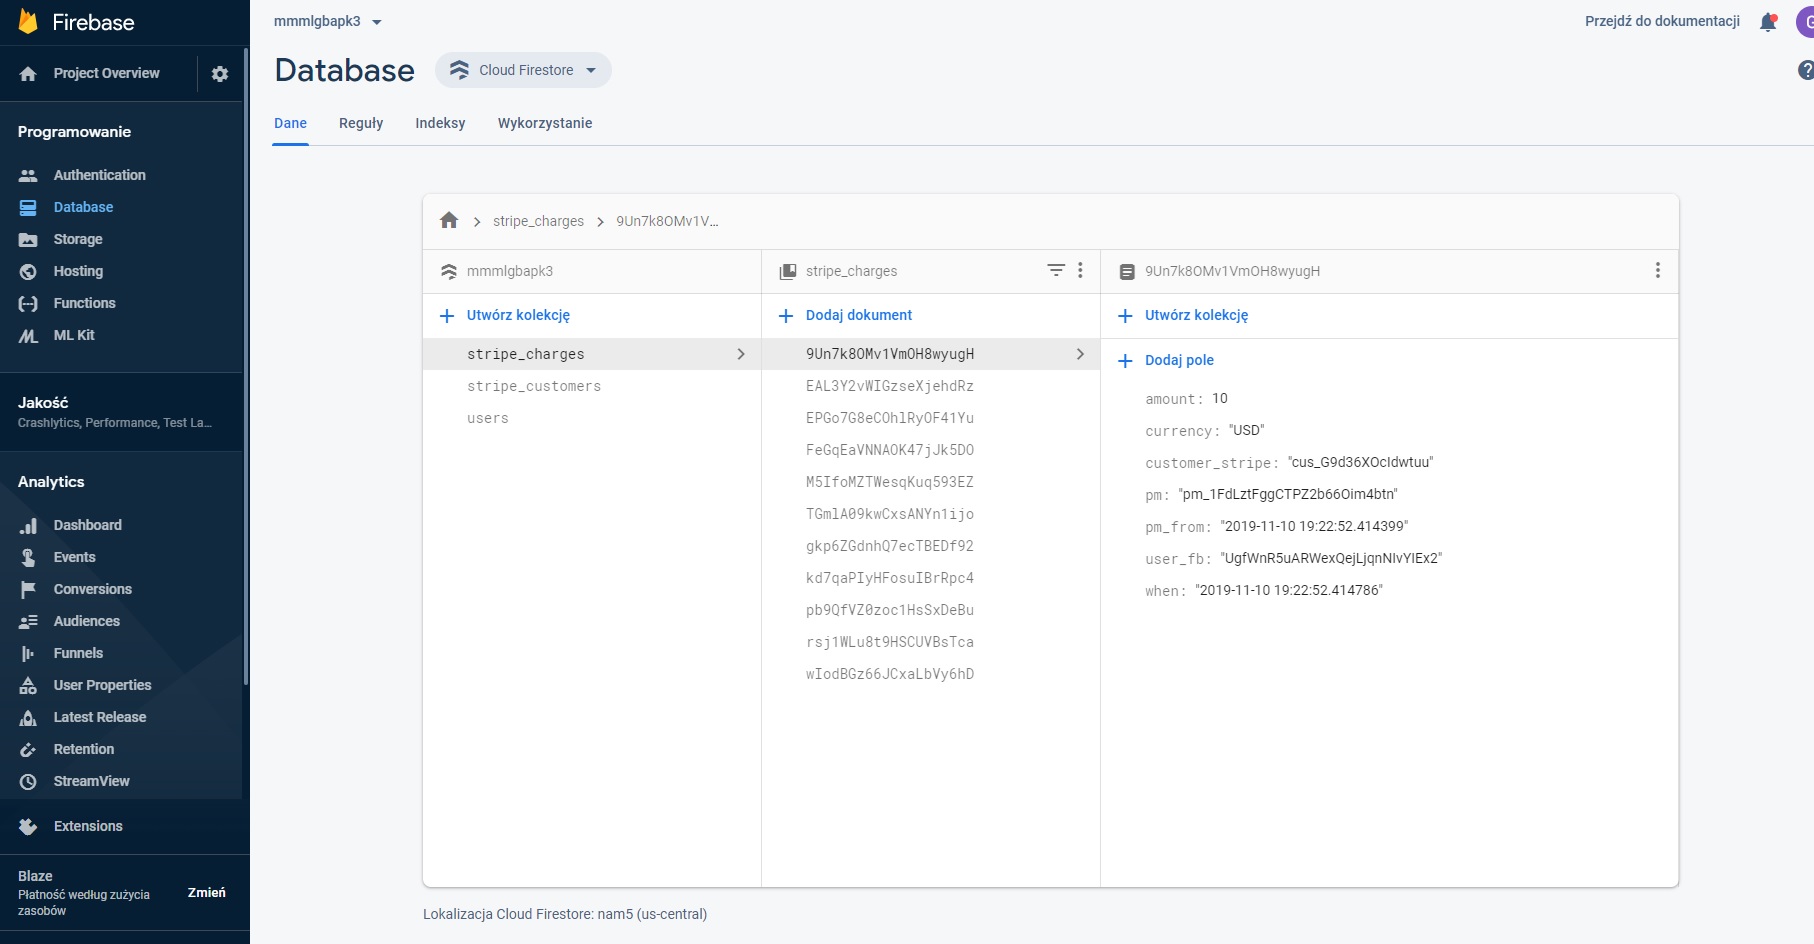 Firebase
Project Overview
Programowanie
Authentication
Database
Storage
Hosting
Functions
ML Kit
Jakość
Crashlytics, Performance, Test La...
Analytics
Dashboard
Events
Conversions
Audiences
Funnels
User Properties
Latest Release
Retention
StreamView
Extensions
Blaze
Płatność według zużycia
zasobów
Zmień
mmmlgbapk3
Przejdź do dokumentacji
G
Database
Cloud Firestore
?
Dane Reguły Indeksy Wykorzystanie
stripe_charges > 9Un7k8OMv1V...
mmmlgbapk3
Utwórz kolekcję
stripe_charges
stripe_customers
users
stripe_charges
Dodaj dokument
9Un7k8OMv1VmOH8wyugH
EAL3Y2vWIGzseXjehdRz
EPGo7G8eCOhlRyOF41Yu
FeGqEaVNNAOK47jJk5DO
M5IfoMZTWesqKuq593EZ
TGmlA09kwCxsANYn1ijo
gkp6ZGdnhQ7ecTBEDf92
kd7qaPIyHFosuIBrRpc4
pb9QfVZ0zoc1HsSxDeBu
rsj1WLu8t9HSCUVBsTca
wIodBGz66JCxaLbVy6hD
9Un7k8OMv1VmOH8wyugH
Utwórz kolekcję
Dodaj pole
amount: 10
currency: "USD"
customer_stripe: "cus_G9d36XOcIdwtuu"
pm: "pm_1FdLztFggCTPZ2b66Oim4btn"
pm_from: "2019-11-10 19:22:52.414399"
user_fb: "UgfWnR5uARWexQejLjqnNIvYIEx2"
when: "2019-11-10 19:22:52.414786"
Lokalizacja Cloud Firestore: nam5 (us-central)